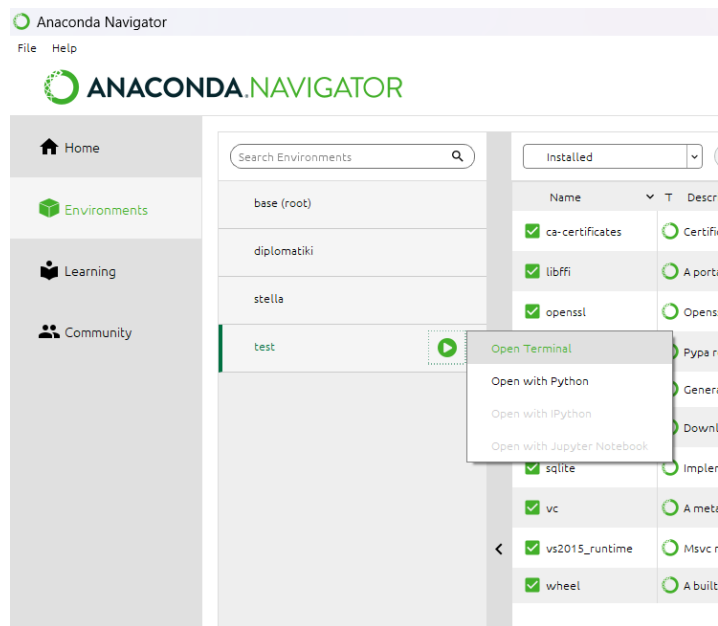 Anaconda Navigator
File Help
ANACONDA.NAVIGATOR
Home
Environments
Learning
Community
Search Environments
base (root)
diplomatiki
stella
test
Open Terminal
Open with Python
Open with IPython
Open with Jupyter Notebook
Installed
Name T Descr
ca-certificates Certifi
libffi A porta
openssl Opens
Pypa r
Genera
Downl
sqlite Implem
vc A meta
vs2015_runtime Msvc r
wheel A built